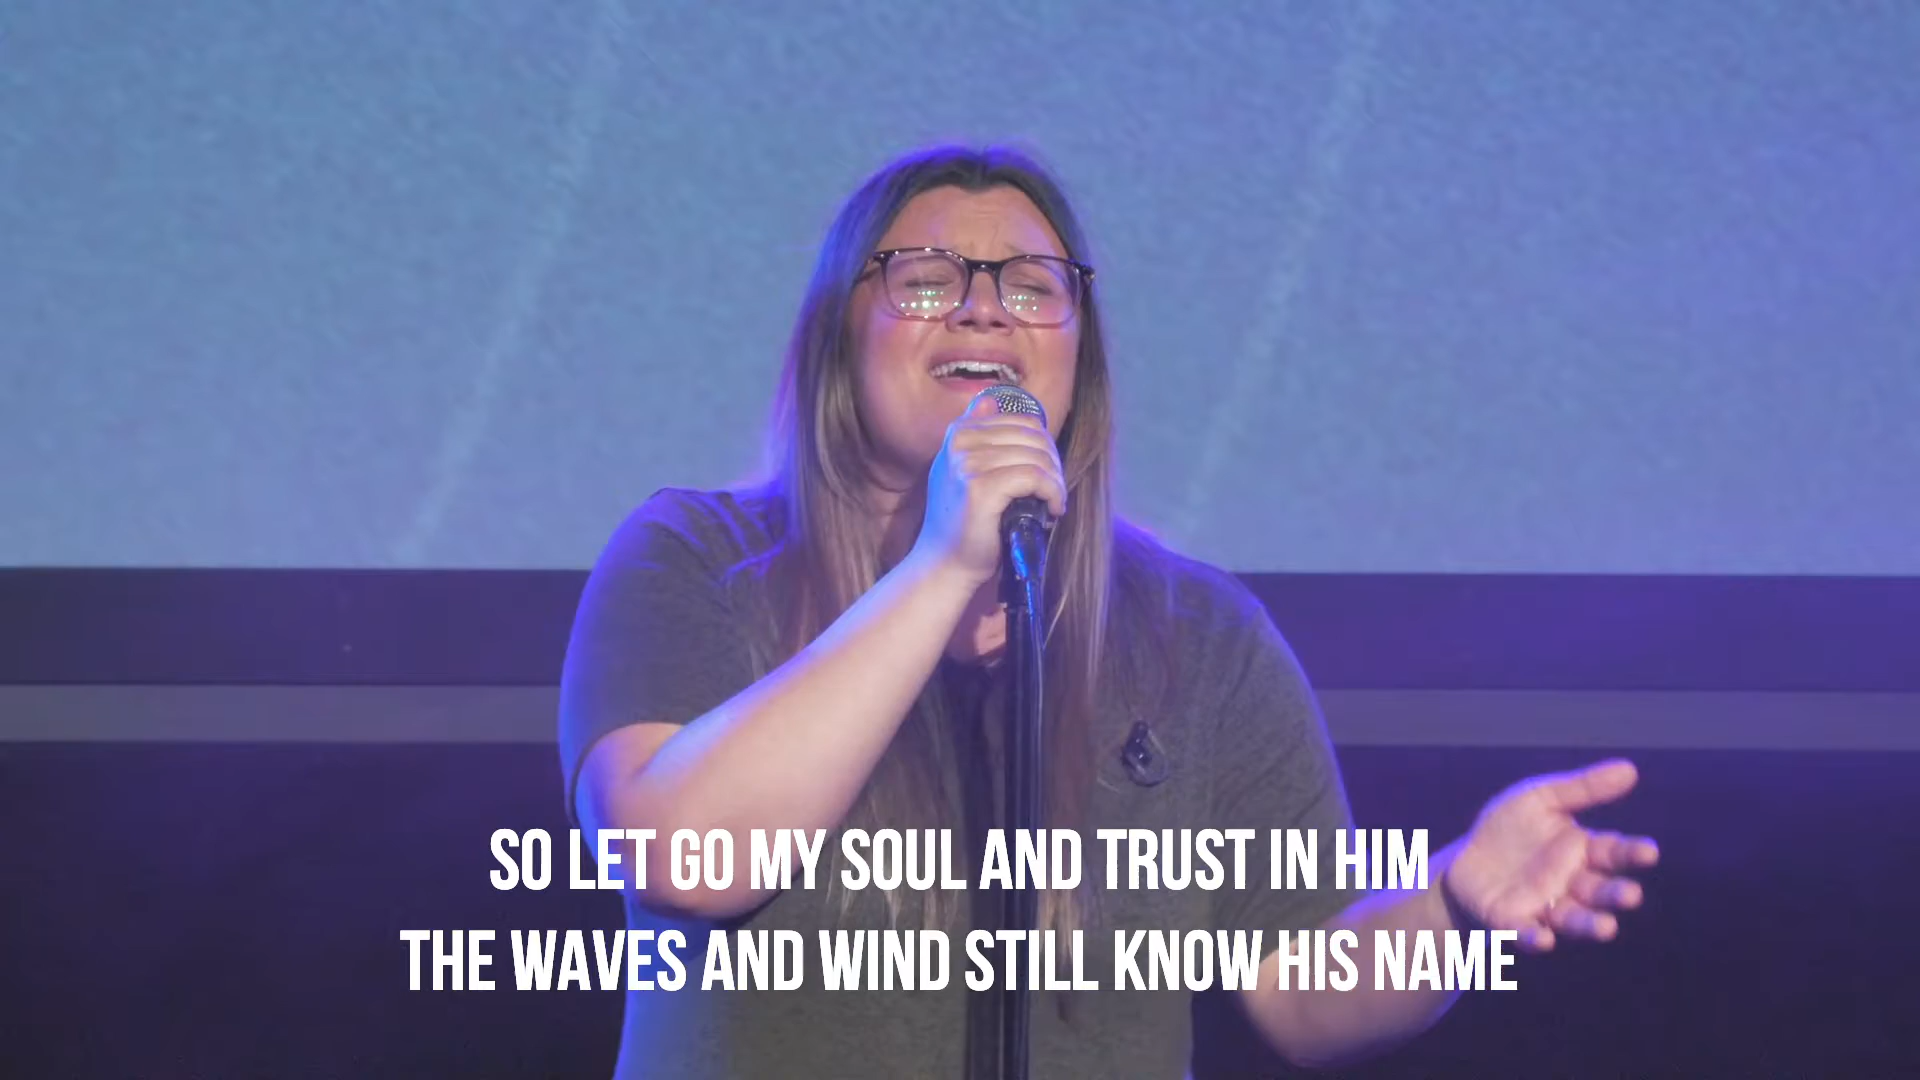 SO LET GO MY SOUL AND TRUST IN HIM
THE WAVES AND WIND STILL KNOW HIS NAME